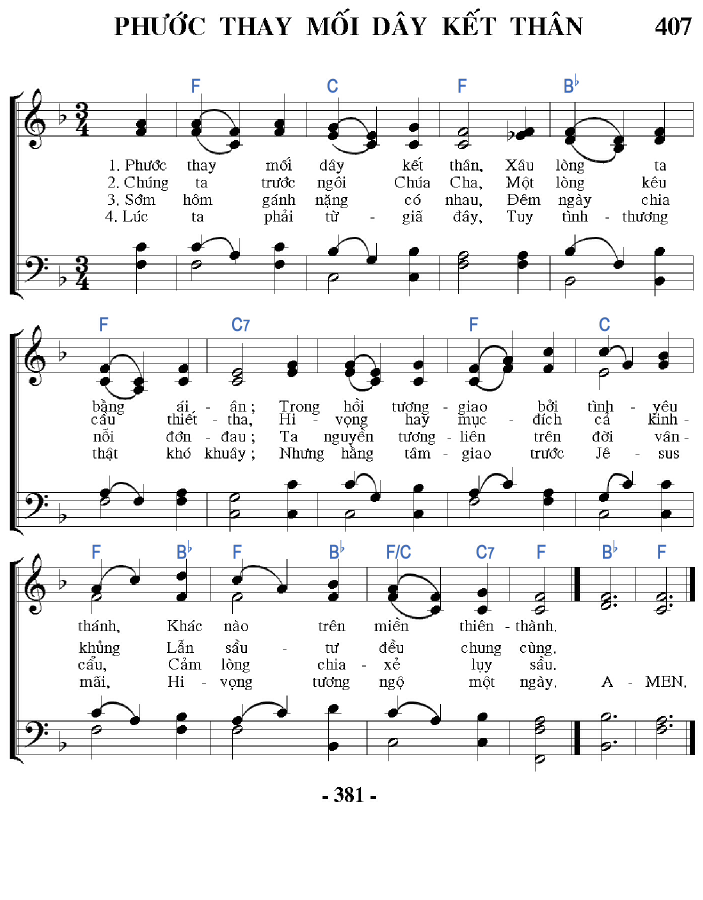 PHƯỚC THAY MỐI DÂY KẾT THÂN 407
F C F B♭
1. Phước thay mối dây kết thân, Xâu lòng ta
2. Chúng ta trước ngôi Chúa Cha, Một lòng kêu
3. Sớm hôm gánh nặng có nhau, Đêm ngày chia
4. Lúc ta phải từ - giã đây, Tuy tình - thương
F C7 F C
bằng ái - ân; Trong hồi tương - giao bởi tình - yêu
cầu thiết - tha, Hi - vọng hay mục - đích cả kinh -
nỗi đớn - đau; Ta nguyền tương - liên trên đời vân -
thật khó khuây; Nhưng hằng tâm - giao trước Jê - sus
F B♭ F B♭ F/C C7 F B♭ F
thánh, Khác nào trên miền thiên - thành.
khủng Lẫn sầu - tư đều chung cùng.
cẩu, Cảm lòng chia - xẻ lụy sầu.
mãi, Hi - vọng tương ngộ một ngày. A - MEN.
- 381 -